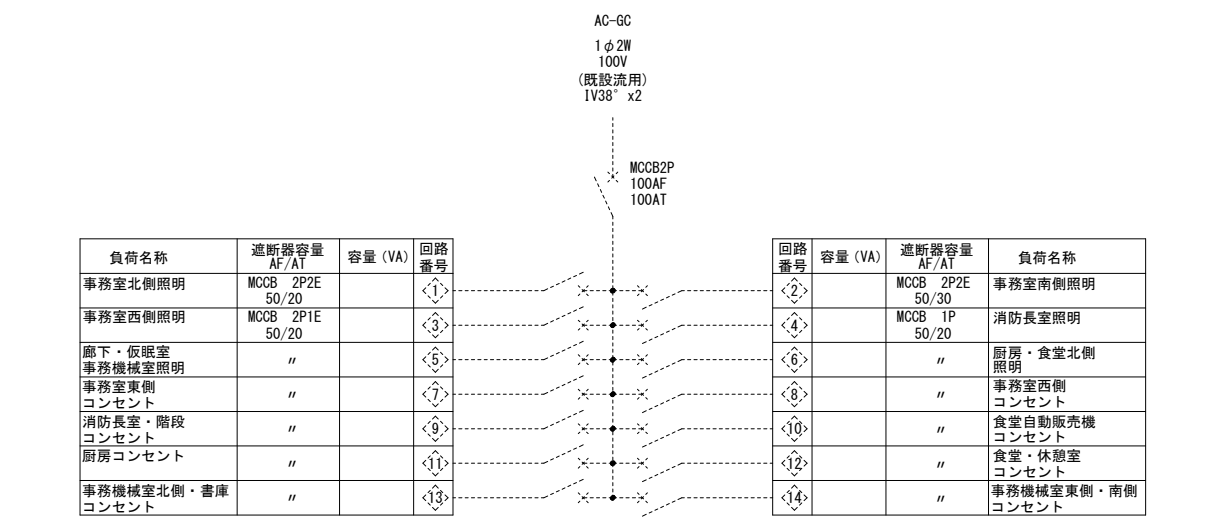 AC-GC
1φ2W
100V
(既設流用)
IV38° x2
MCCB2P
100AF
100AT
負荷名称
遮断器容量
AF/AT
容量 (VA)
回路
番号
事務室北側照明
MCCB 2P2E
50/20
1
事務室西側照明
MCCB 2P1E
50/20
3
廊下・仮眠室
事務機械室照明
〃
5
事務室東側
コンセント
〃
7
消防長室・階段
コンセント
〃
9
厨房コンセント
〃
11
事務機械室北側・書庫
コンセント
〃
13
回路
番号
容量 (VA)
遮断器容量
AF/AT
負荷名称
2
MCCB 2P2E
50/30
事務室南側照明
4
MCCB 1P
50/20
消防長室照明
6
〃
厨房・食堂北側
照明
8
〃
事務室西側
コンセント
10
〃
食堂自動販売機
コンセント
12
〃
食堂・休憩室
コンセント
14
〃
事務機械室東側・南側
コンセント